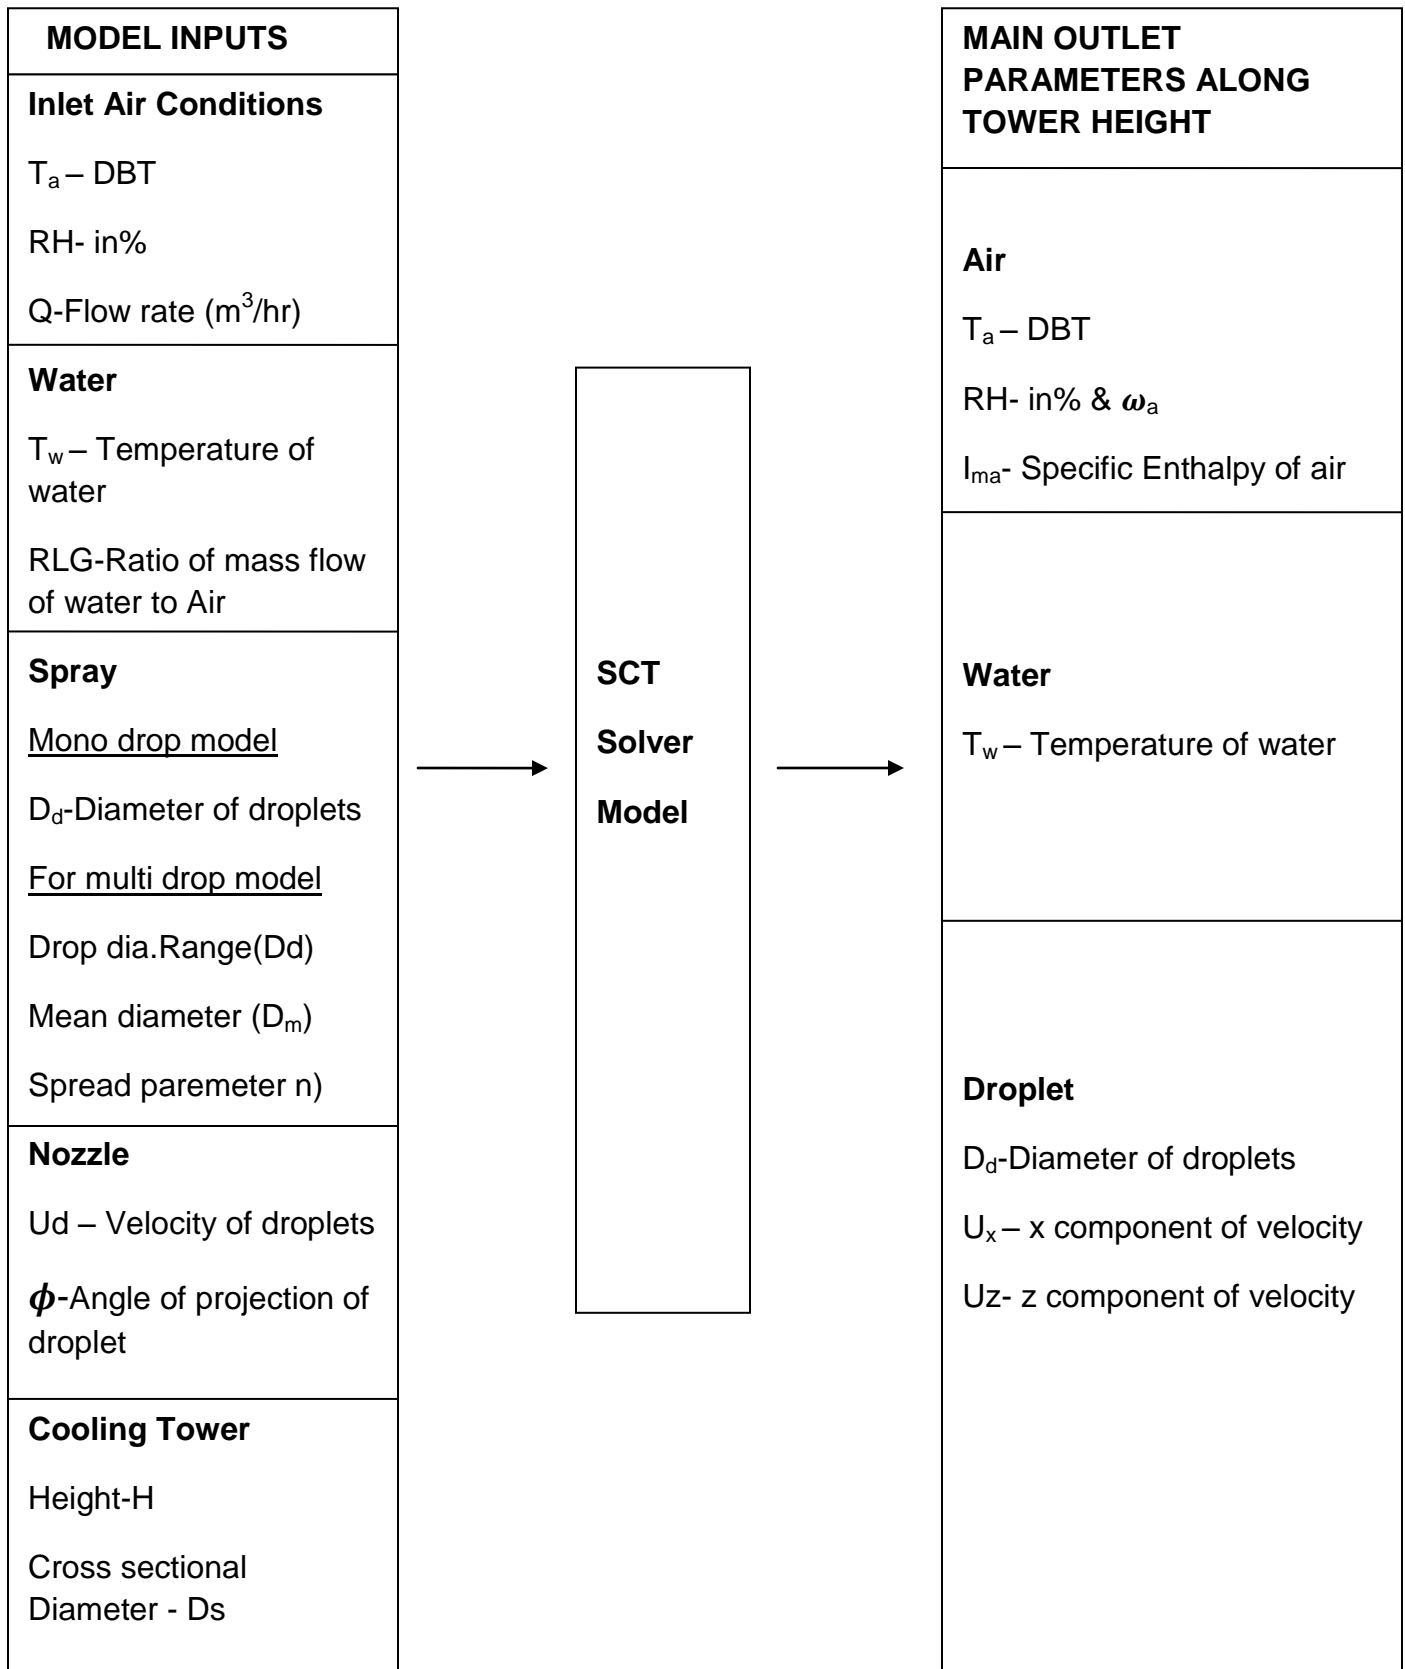 MODEL INPUTS
Inlet Air Conditions
Tₐ – DBT
RH- in%
Q-Flow rate (m³/hr)
Water
T_w – Temperature of
water
RLG-Ratio of mass flow
of water to Air
Spray
Mono drop model
D_d-Diameter of droplets
For multi drop model
Drop dia.Range(Dd)
Mean diameter (Dₘ)
Spread paremeter n)
Nozzle
Ud – Velocity of droplets
ϕ-Angle of projection of
droplet
Cooling Tower
Height-H
Cross sectional
Diameter - Ds
SCT
Solver
Model
MAIN OUTLET
PARAMETERS ALONG
TOWER HEIGHT
Air
Tₐ – DBT
RH- in% & ωₐ
Iₘₐ- Specific Enthalpy of air
Water
T_w – Temperature of water
Droplet
D_d-Diameter of droplets
Uₓ – x component of velocity
Uz- z component of velocity